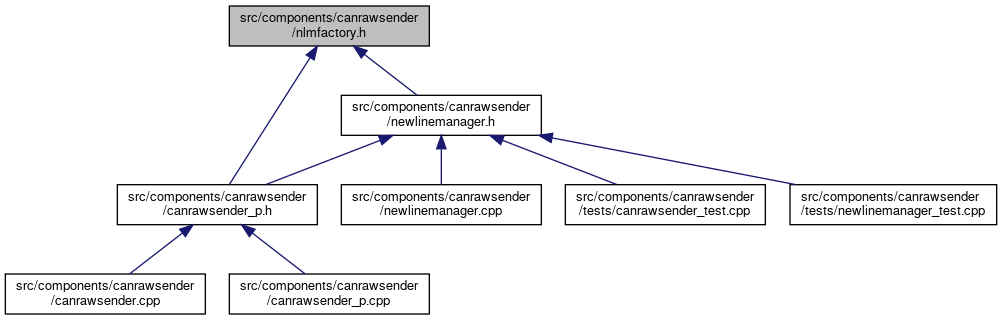 src/components/canrawsender
/nlmfactory.h
src/components/canrawsender
/newlinemanager.h
src/components/canrawsender
/canrawsender_p.h
src/components/canrawsender
/newlinemanager.cpp
src/components/canrawsender
/tests/canrawsender_test.cpp
src/components/canrawsender
/tests/newlinemanager_test.cpp
src/components/canrawsender
/canrawsender.cpp
src/components/canrawsender
/canrawsender_p.cpp